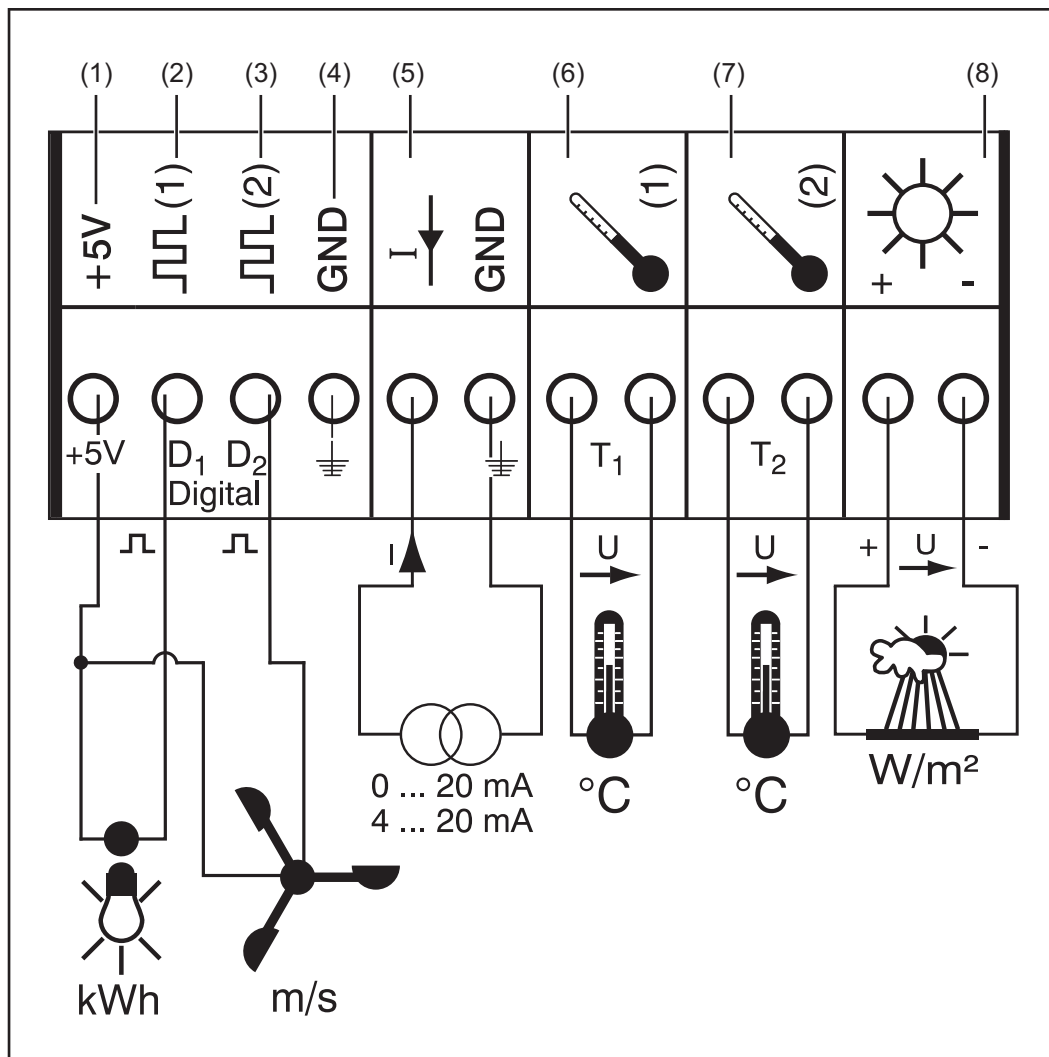 (1) (2) (3) (4) (5) (6) (7) (8)
+5V (1) (2) GND I GND (1) (2)
+ -
+5V D₁ D₂ T₁ T₂
Digital
I U U + U -
0 ... 20 mA °C °C W/m²
4 ... 20 mA
kWh m/s